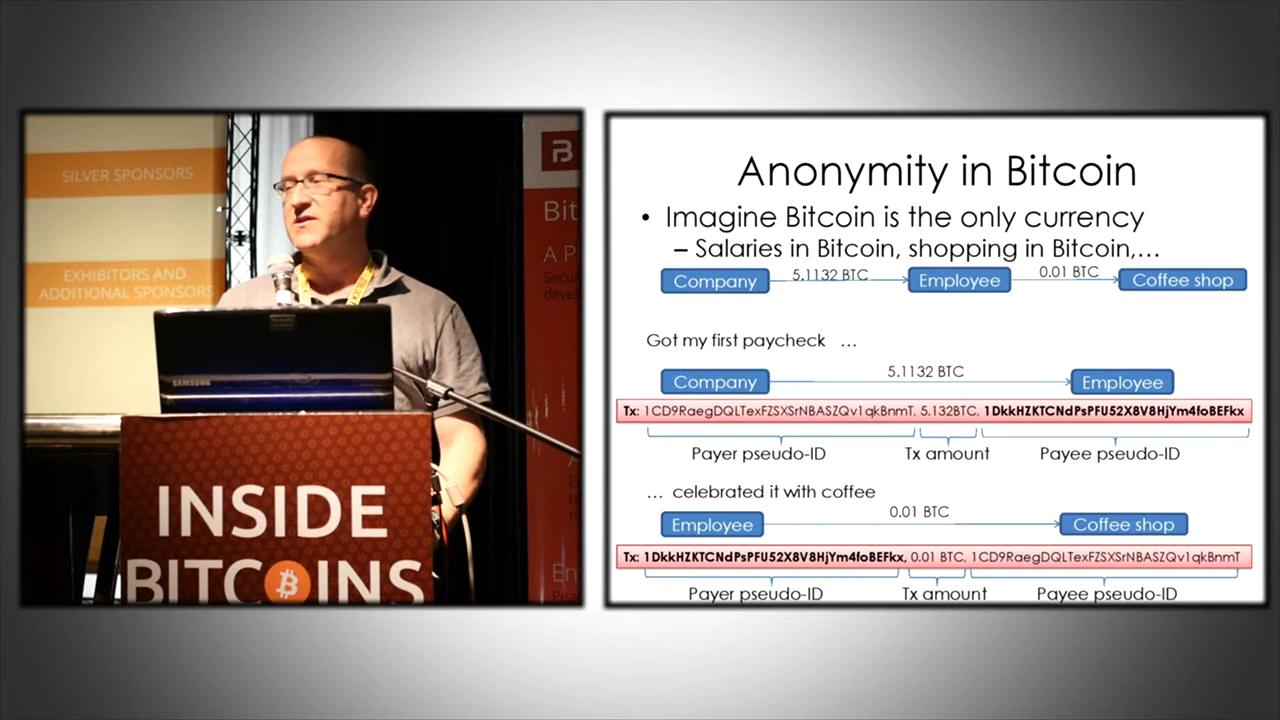 SILVER SPONSORS
EXHIBITORS AND
ADDITIONAL SPONSORS
SAMSUNG
INSIDE
BITCOINS
Bit
A P
Secu
devel
En
Anonymity in Bitcoin
• Imagine Bitcoin is the only currency
– Salaries in Bitcoin, shopping in Bitcoin,…
Company 5.1132 BTC Employee 0.01 BTC Coffee shop
Got my first paycheck …
Company 5.1132 BTC Employee
Tx: 1CD9RaegDQLTexFZSXSrNBASZQv1qkBnmT, 5.132BTC, 1DkkHZKTCNdPsPFU52X8V8HjYm4foBEFkx
Payer pseudo-ID Tx amount Payee pseudo-ID
… celebrated it with coffee
Employee 0.01 BTC Coffee shop
Tx: 1DkkHZKTCNdPsPFU52X8V8HjYm4foBEFkx, 0.01 BTC, 1CD9RaegDQLTexFZSXSrNBASZQv1qkBnmT
Payer pseudo-ID Tx amount Payee pseudo-ID